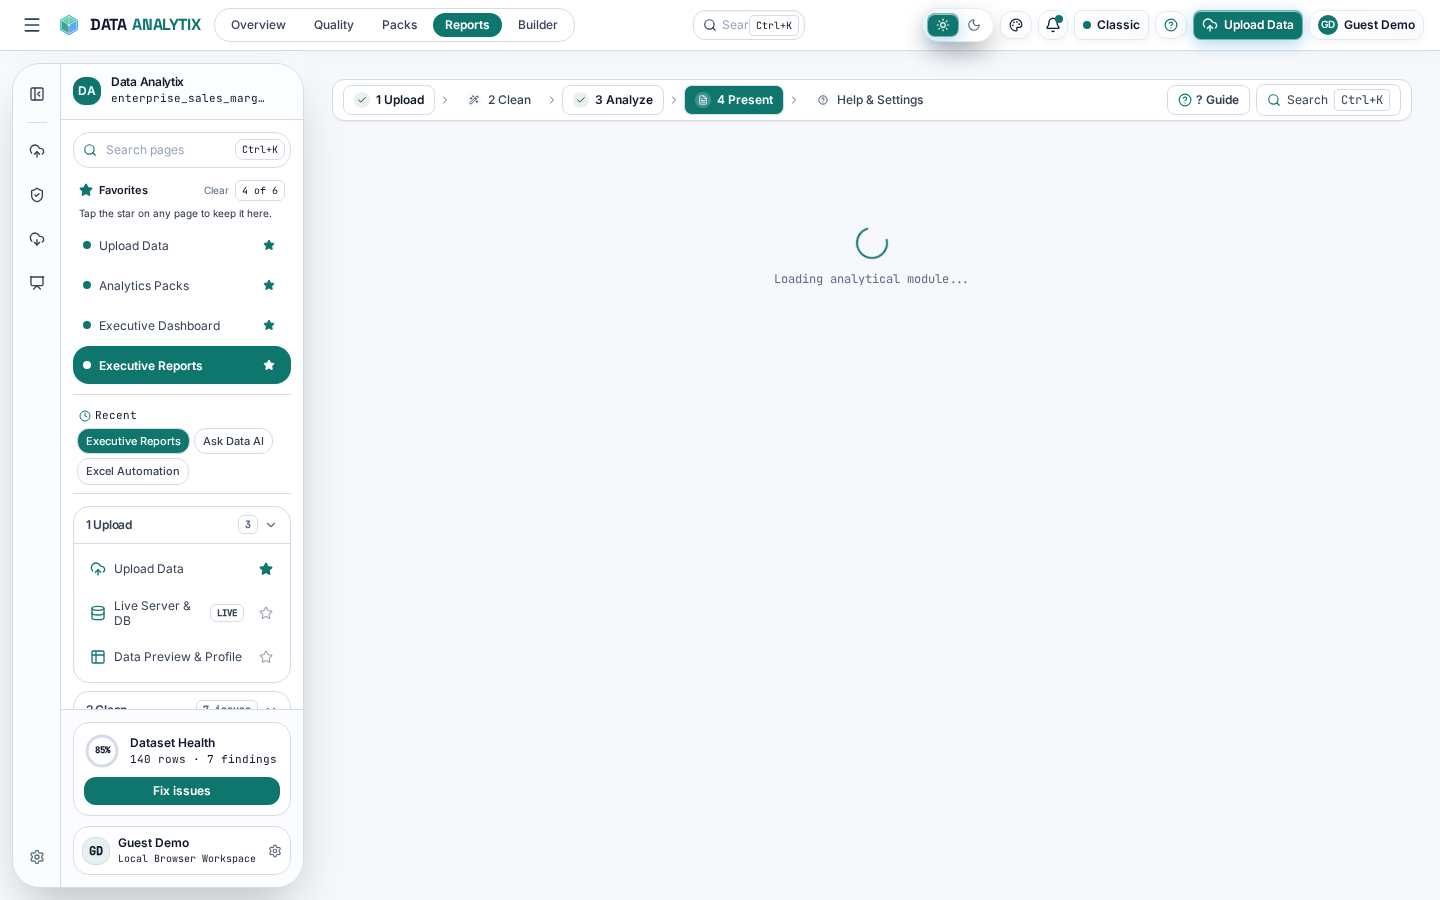 DATA ANALYTIX
Overview
Quality
Packs
Reports
Builder
Sear
Ctrl+K
Classic
Upload Data
GD
Guest Demo
DA
Data Analytix
enterprise_sales_marg…
Search pages
Ctrl+K
Favorites
Clear
4 of 6
Tap the star on any page to keep it here.
Upload Data
Analytics Packs
Executive Dashboard
Executive Reports
Recent
Executive Reports
Ask Data AI
Excel Automation
1 Upload
3
Upload Data
Live Server &
DB
LIVE
Data Preview & Profile
2 Clean
7 issues
85%
Dataset Health
140 rows · 7 findings
Fix issues
GD
Guest Demo
Local Browser Workspace
1 Upload
2 Clean
3 Analyze
4 Present
Help & Settings
? Guide
Search
Ctrl+K
Loading analytical module...